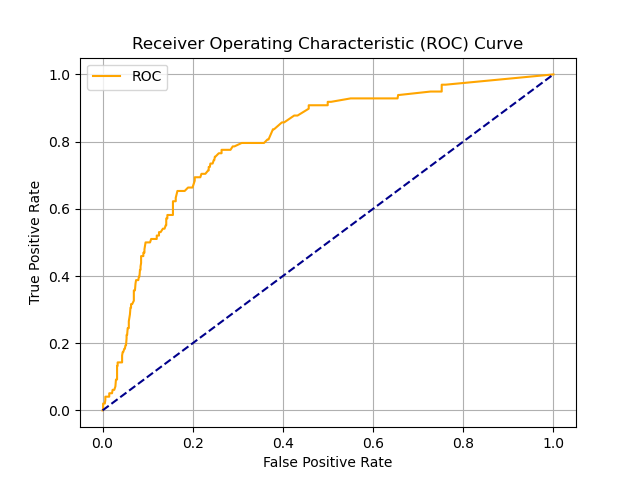 Receiver Operating Characteristic (ROC) Curve
ROC
1.0
0.8
0.6
0.4
0.2
0.0
True Positive Rate
0.0 0.2 0.4 0.6 0.8 1.0
False Positive Rate